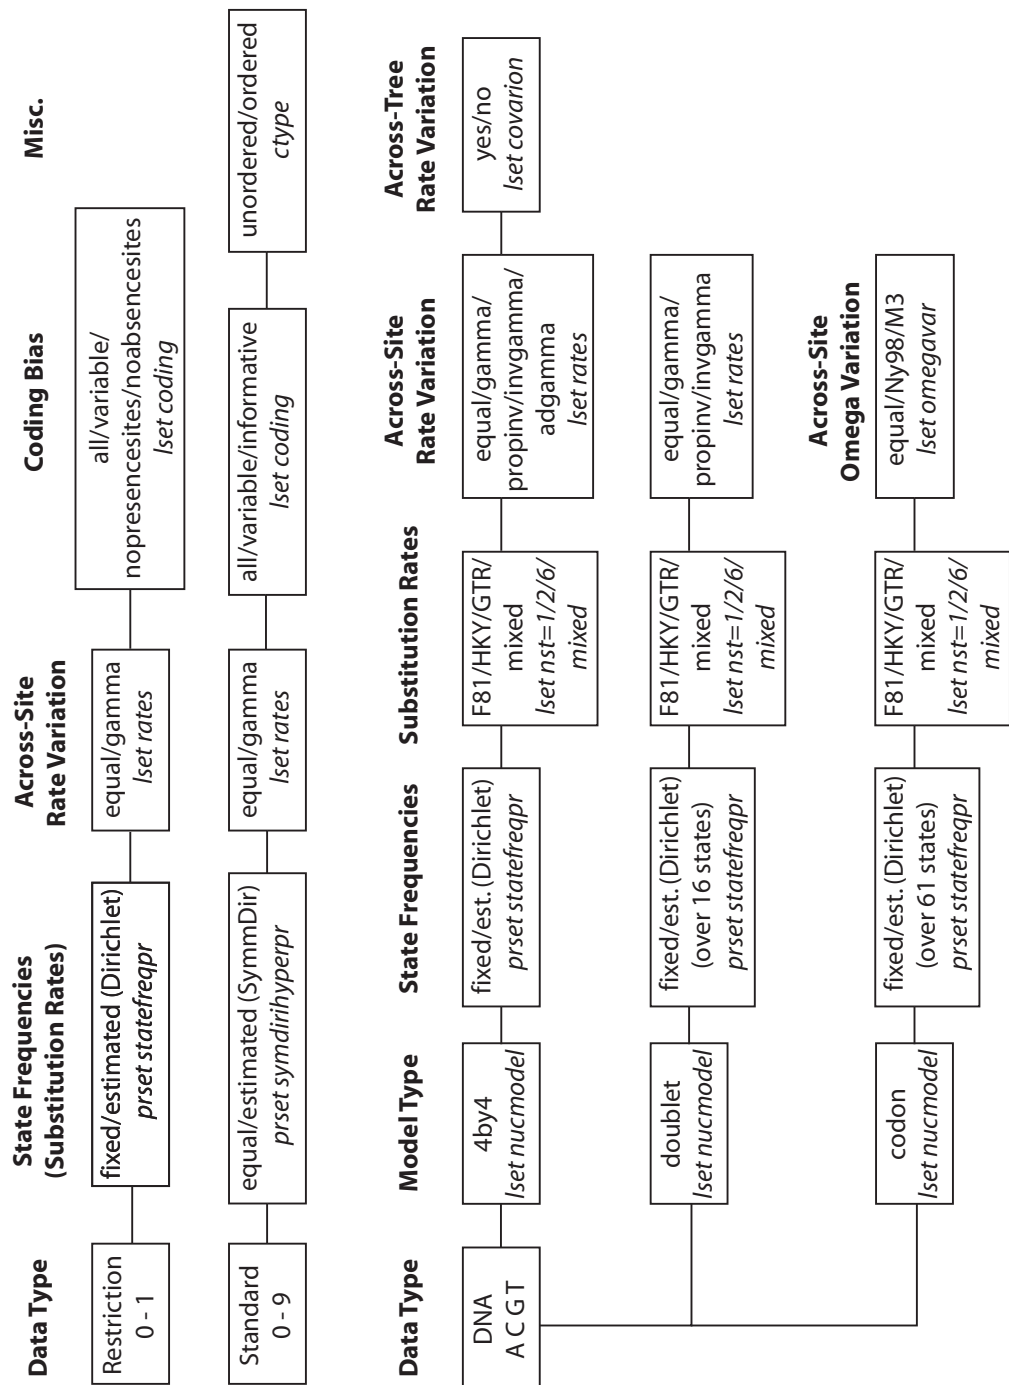 Data Type
State Frequencies
(Substitution Rates)
Across-Site
Rate Variation
Coding Bias
Misc.
Restriction
0 - 1
fixed/estimated (Dirichlet)
prset statefreqpr
equal/gamma
lset rates
all/variable/
nopresencesites/noabsencesites
lset coding
Standard
0 - 9
equal/estimated (SymmDir)
prset symdirihyperpr
equal/gamma
lset rates
all/variable/informative
lset coding
unordered/ordered
ctype
Data Type
Model Type
State Frequencies
Substitution Rates
Across-Site
Rate Variation
Across-Tree
Rate Variation
DNA
A C G T
4by4
lset nucmodel
fixed/est. (Dirichlet)
prset statefreqpr
F81/HKY/GTR/
mixed
lset nst=1/2/6/
mixed
equal/gamma/
propinv/invgamma/
adgamma
lset rates
yes/no
lset covarion
doublet
lset nucmodel
fixed/est. (Dirichlet)
(over 16 states)
prset statefreqpr
F81/HKY/GTR/
mixed
lset nst=1/2/6/
mixed
equal/gamma/
propinv/invgamma
lset rates
Across-Site
Omega Variation
codon
lset nucmodel
fixed/est. (Dirichlet)
(over 61 states)
prset statefreqpr
F81/HKY/GTR/
mixed
lset nst=1/2/6/
mixed
equal/Ny98/M3
lset omegavar